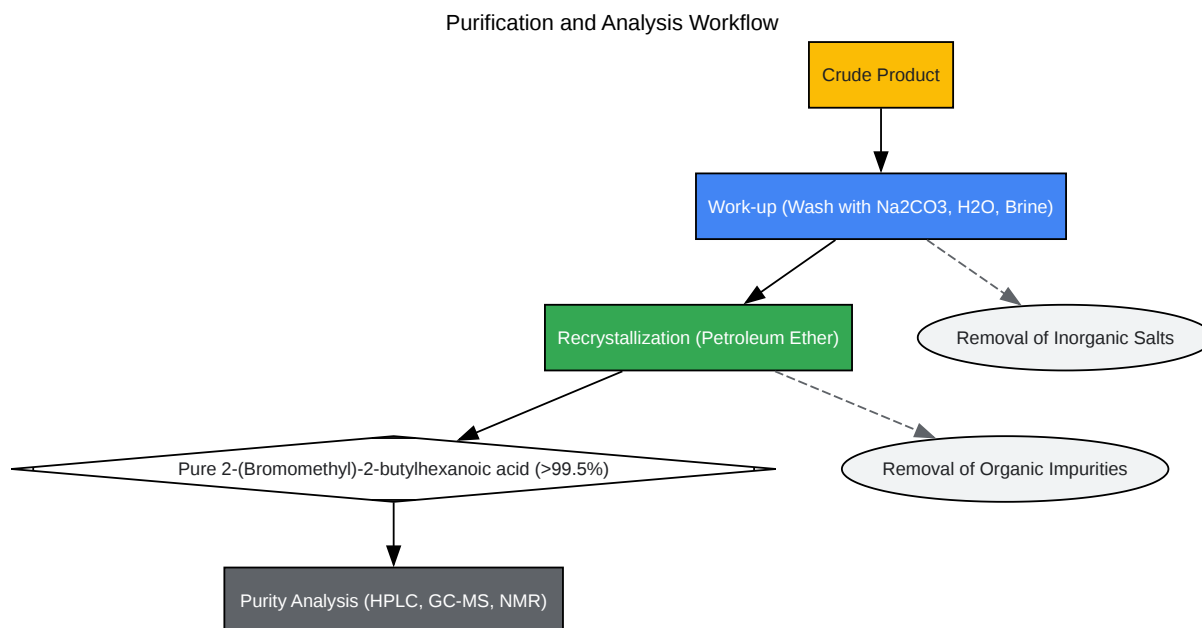 Purification and Analysis Workflow
Crude Product
Work-up (Wash with Na2CO3, H2O, Brine)
Recrystallization (Petroleum Ether)
Removal of Inorganic Salts
Pure 2-(Bromomethyl)-2-butylhexanoic acid (>99.5%)
Removal of Organic Impurities
Purity Analysis (HPLC, GC-MS, NMR)